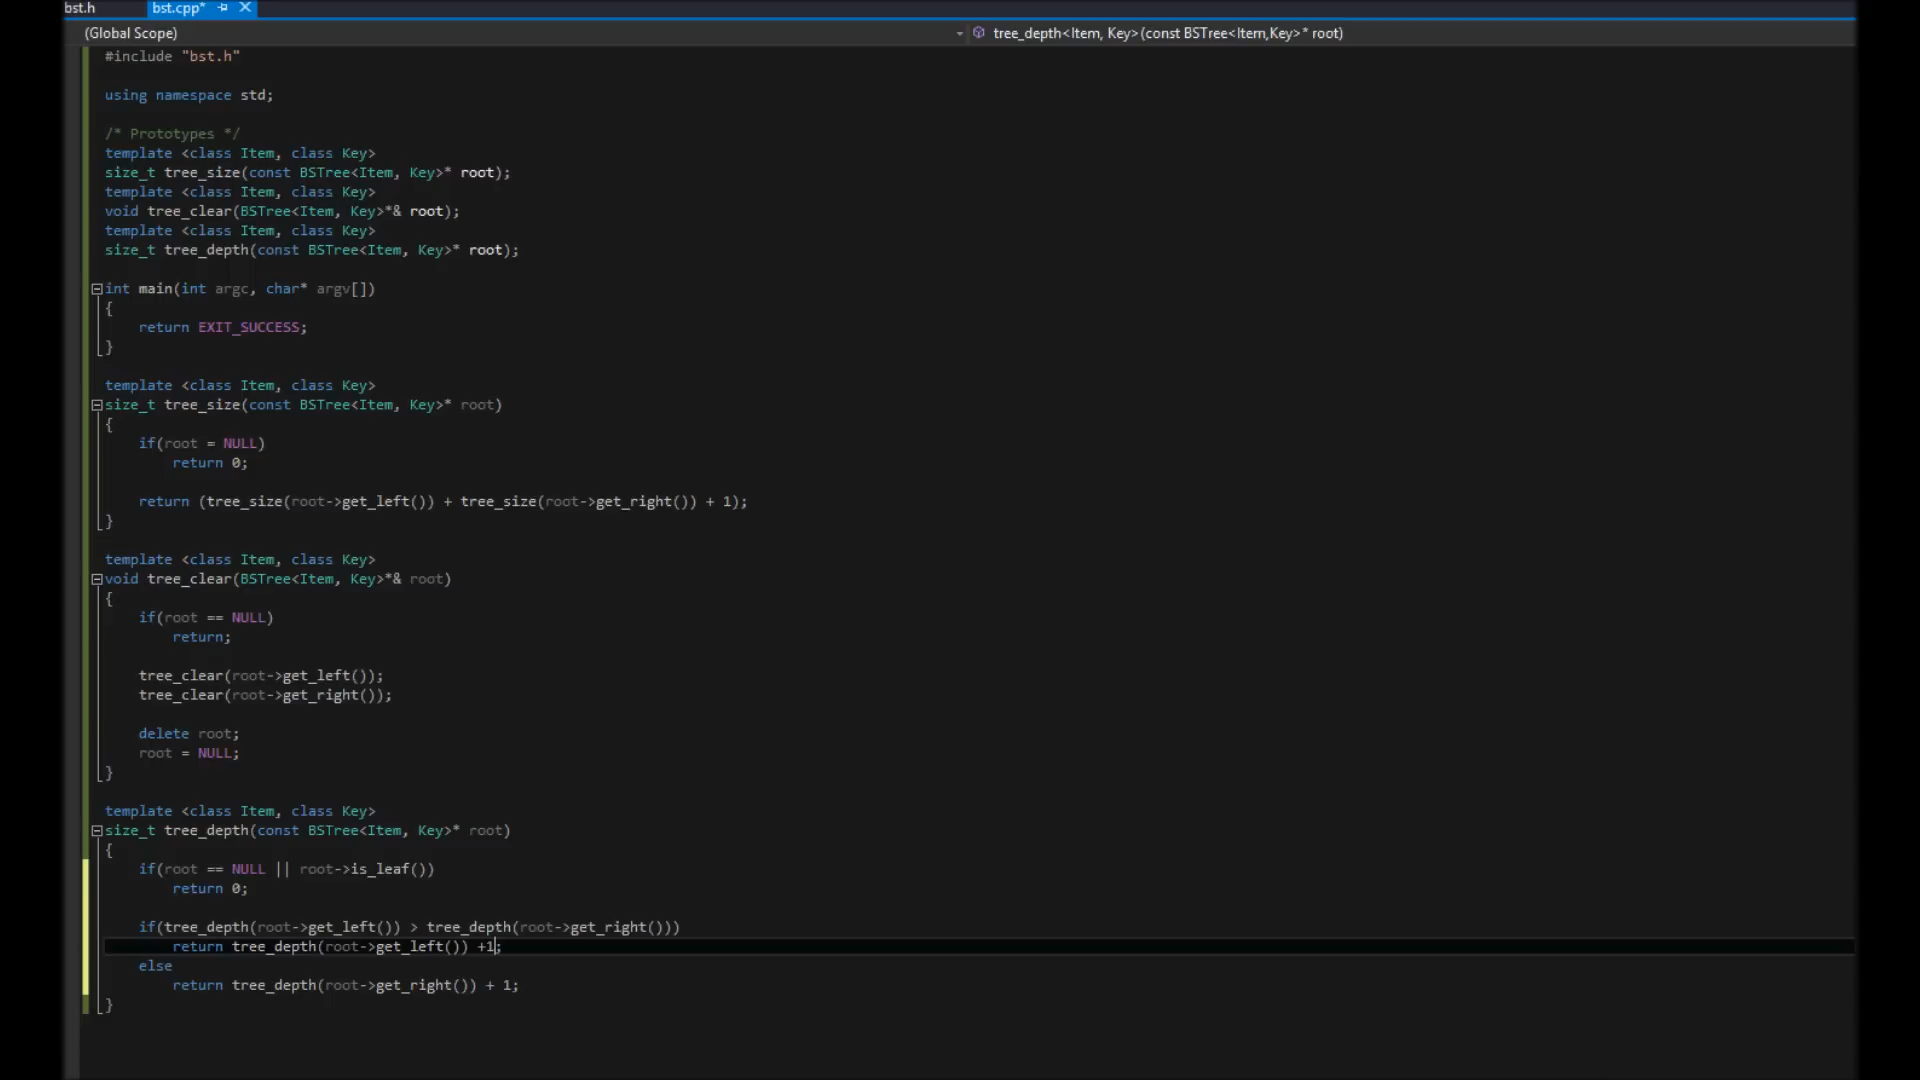 bst.h bst.cpp*
(Global Scope) tree_depth<Item, Key>(const BSTree<Item,Key>* root)
#include "bst.h"
using namespace std;
/* Prototypes */
template <class Item, class Key>
size_t tree_size(const BSTree<Item, Key>* root);
template <class Item, class Key>
void tree_clear(BSTree<Item, Key>*& root);
template <class Item, class Key>
size_t tree_depth(const BSTree<Item, Key>* root);
int main(int argc, char* argv[])
{
return EXIT_SUCCESS;
}
template <class Item, class Key>
size_t tree_size(const BSTree<Item, Key>* root)
{
if(root = NULL)
return 0;
return (tree_size(root->get_left()) + tree_size(root->get_right()) + 1);
}
template <class Item, class Key>
void tree_clear(BSTree<Item, Key>*& root)
{
if(root == NULL)
return;
tree_clear(root->get_left());
tree_clear(root->get_right());
delete root;
root = NULL;
}
template <class Item, class Key>
size_t tree_depth(const BSTree<Item, Key>* root)
{
if(root == NULL || root->is_leaf())
return 0;
if(tree_depth(root->get_left()) > tree_depth(root->get_right()))
return tree_depth(root->get_left()) +1;
else
return tree_depth(root->get_right()) + 1;
}